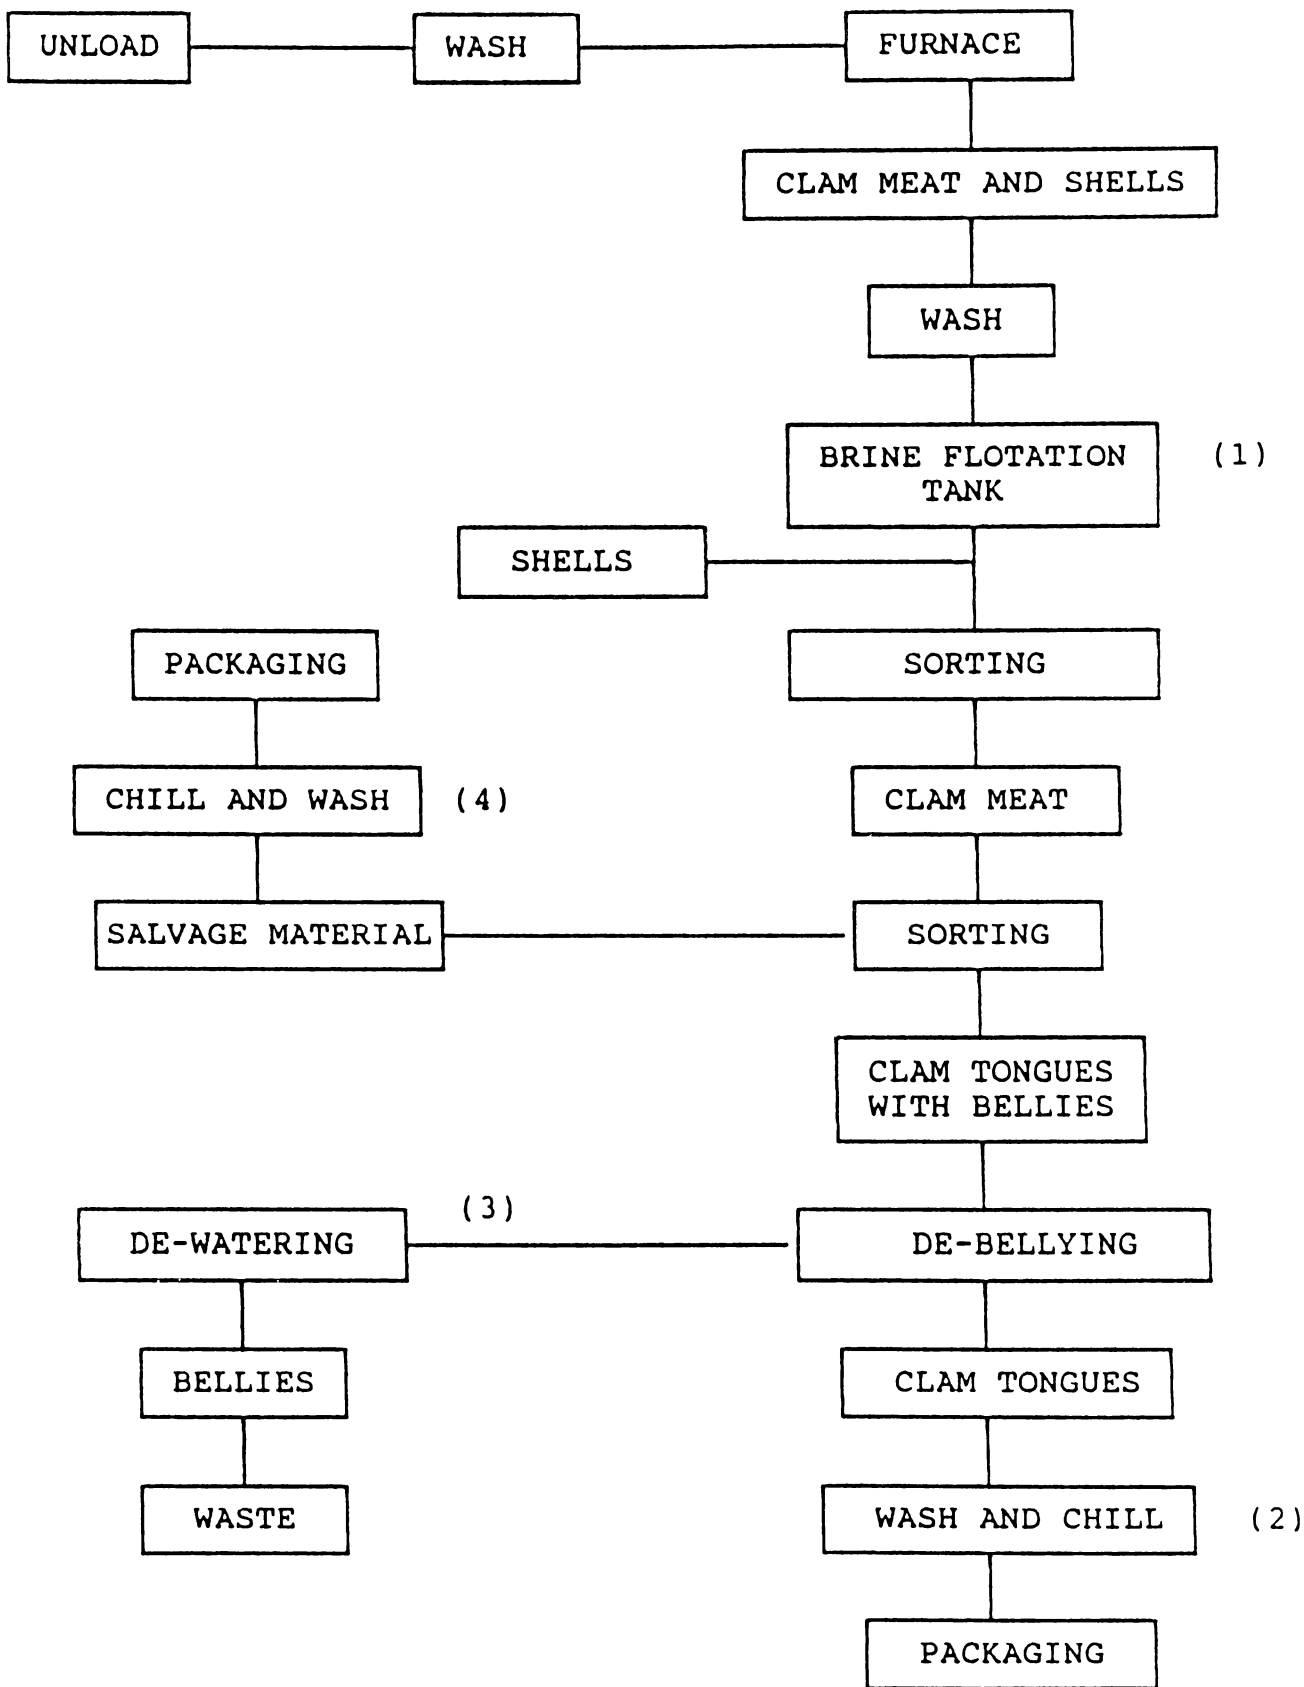 UNLOAD
WASH
FURNACE
CLAM MEAT AND SHELLS
WASH
BRINE FLOTATION
TANK
(1)
SHELLS
SORTING
PACKAGING
CLAM MEAT
CHILL AND WASH
(4)
SALVAGE MATERIAL
SORTING
CLAM TONGUES
WITH BELLIES
(3)
DE-WATERING
DE-BELLYING
BELLIES
CLAM TONGUES
WASTE
WASH AND CHILL
(2)
PACKAGING